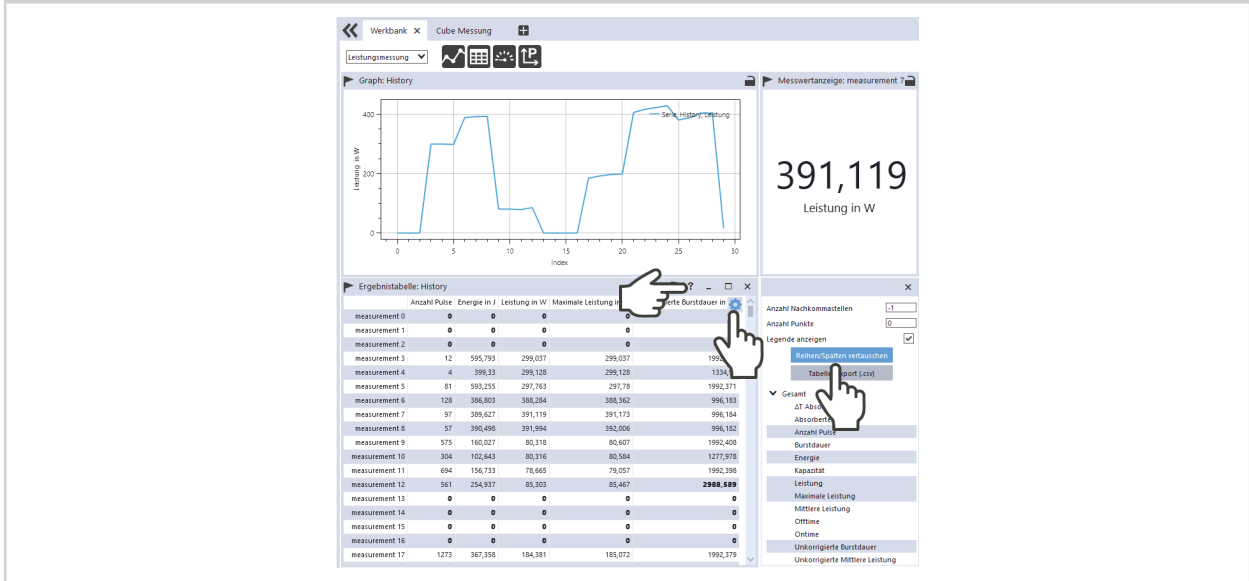 Werkbank Cube Messung
Leistungsmessung
Graph: History
Messwertanzeige: measurement 7
400
200
0
Leistung in W
Serie, History, Leistung
0 5 10 15 20 25 30
Index
391,119
Leistung in W
Ergebnistabelle: History
Anzahl Pulse Energie in J Leistung in W Maximale Leistung in Burstdauer in
measurement 0 0 0 0 0
measurement 1 0 0 0 0
measurement 2 0 0 0 0
measurement 3 12 595,793 299,037 299,037
measurement 4 4 399,33 299,128 299,128
measurement 5 81 593,255 297,763 297,78 1992,371
measurement 6 128 386,803 388,284 388,362 996,183
measurement 7 97 389,627 391,119 391,173 996,184
measurement 8 57 390,498 391,994 392,006 996,182
measurement 9 575 160,027 80,318 80,607 1992,408
measurement 10 304 102,643 80,316 80,584 1277,978
measurement 11 694 156,733 78,665 79,057 1992,398
measurement 12 561 254,937 85,303 85,467 2988,589
measurement 13 0 0 0 0 0
measurement 14 0 0 0 0 0
measurement 15 0 0 0 0 0
measurement 16 0 0 0 0 0
measurement 17 1273 367,358 184,381 185,072 1992,379
Anzahl Nachkommastellen -1
Anzahl Punkte 0
Legende anzeigen
Reihen/Spalten vertauschen
(.csv)
Gesamt
Anzahl Pulse
Burstdauer
Energie
Kapazität
Leistung
Maximale Leistung
Mittlere Leistung
Offtime
Ontime
Unkorrigierte Burstdauer
Unkorrigierte Mittlere Leistung